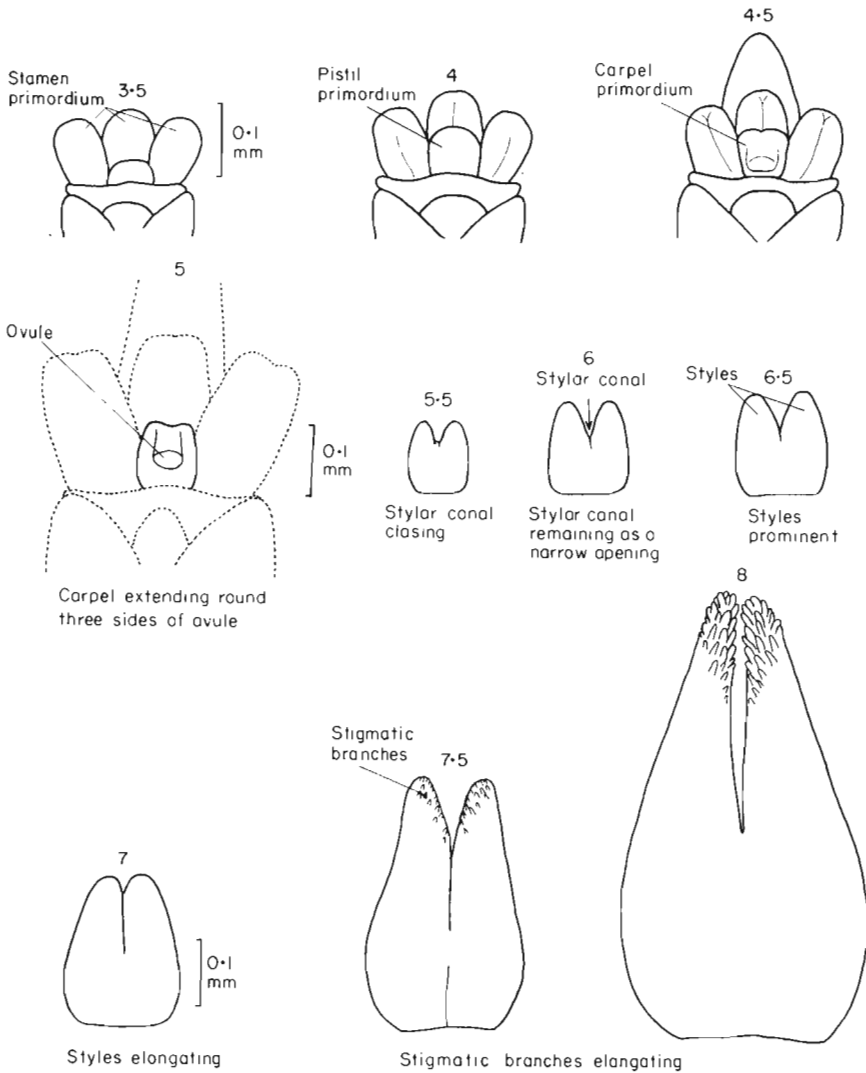 Stamen
primordium
3·5
0·1
mm
Pistil
primordium
4
Carpel
primordium
4·5
5
Ovule
0·1
mm
Carpel extending round
three sides of ovule
5·5
Stylar canal
closing
6
Stylar canal
Stylar canal
remaining as a
narrow opening
Styles
6·5
Styles
prominent
7
0·1
mm
Styles elongating
Stigmatic
branches
7·5
8
Stigmatic branches elongating